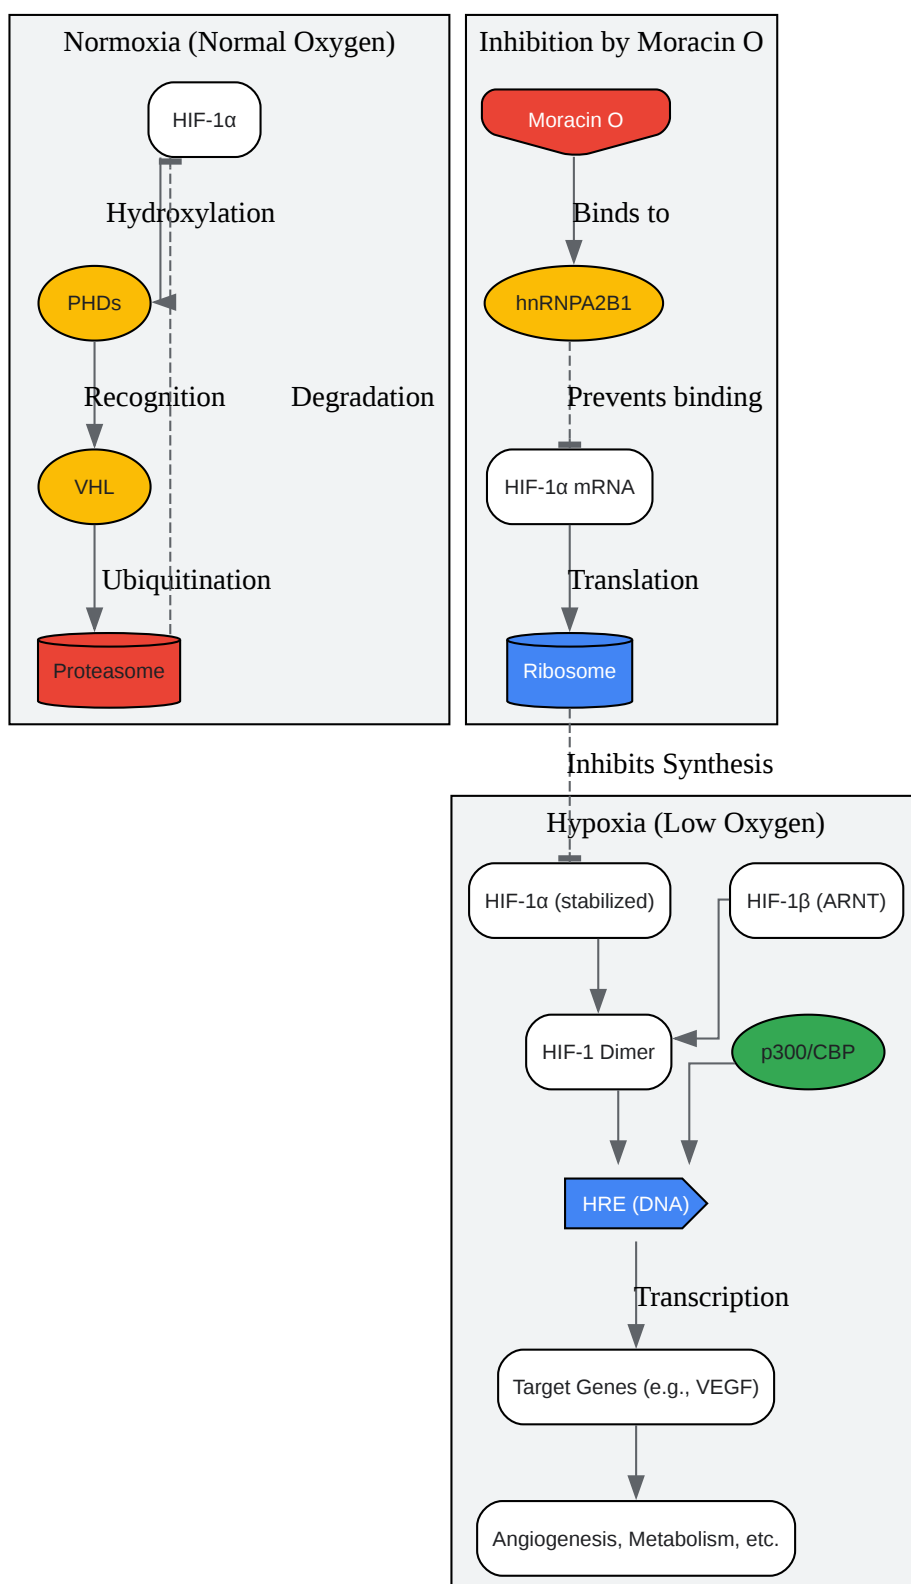 Normoxia (Normal Oxygen)
HIF-1α
Hydroxylation
PHDs
Recognition
Degradation
VHL
Ubiquitination
Proteasome
Inhibition by Moracin O
Moracin O
Binds to
hnRNPA2B1
Prevents binding
HIF-1α mRNA
Translation
Ribosome
Inhibits Synthesis
Hypoxia (Low Oxygen)
HIF-1α (stabilized)
HIF-1β (ARNT)
HIF-1 Dimer
p300/CBP
HRE (DNA)
Transcription
Target Genes (e.g., VEGF)
Angiogenesis, Metabolism, etc.